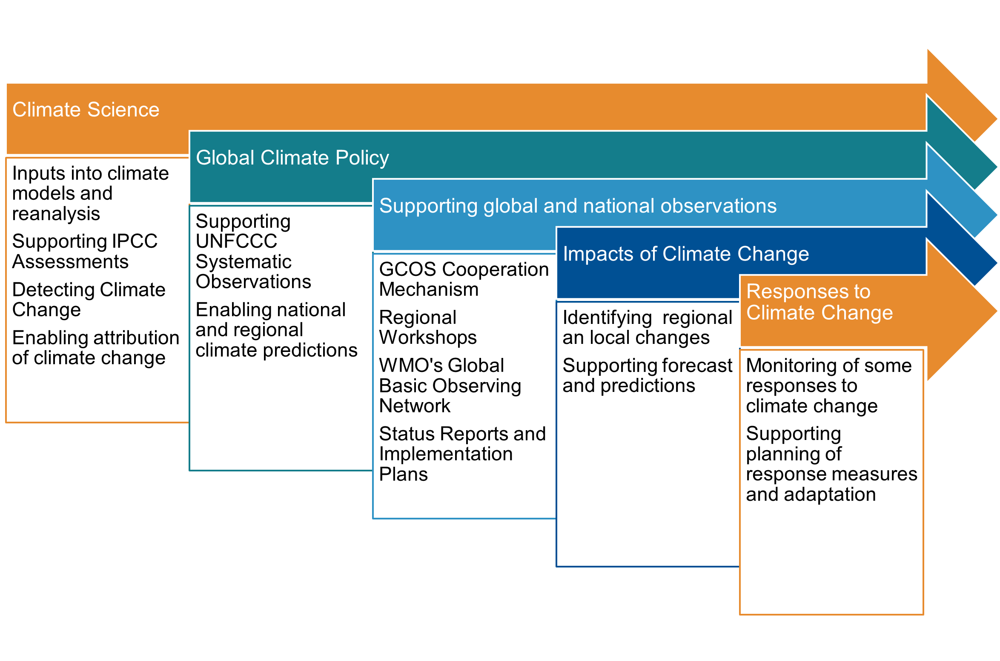 Climate Science
Inputs into climate
models and
reanalysis
Supporting IPCC
Assessments
Detecting Climate
Change
Enabling attribution
of climate change
Global Climate Policy
Supporting
UNFCCC
Systematic
Observations
Enabling national
and regional
climate predictions
Supporting global and national observations
GCOS Cooperation
Mechanism
Regional
Workshops
WMO's Global
Basic Observing
Network
Status Reports and
Implementation
Plans
Impacts of Climate Change
Identifying  regional
an local changes
Supporting forecast
and predictions
Responses to
Climate Change
Monitoring of some
responses to
climate change
Supporting
planning of
response measures
and adaptation